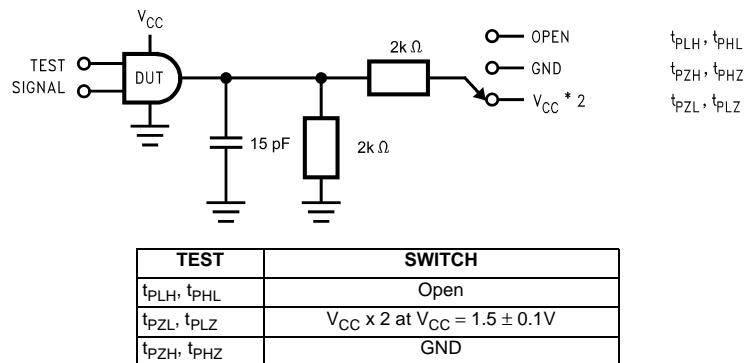 V_CC
2k Ω
OPEN
t_PLH, t_PHL
TEST
SIGNAL
DUT
GND
t_PZH, t_PHZ
V_CC * 2
t_PZL, t_PLZ
15 pF
2k Ω
TEST SWITCH
t_PLH, t_PHL Open
t_PZL, t_PLZ V_CC x 2 at V_CC = 1.5 ± 0.1V
t_PZH, t_PHZ GND